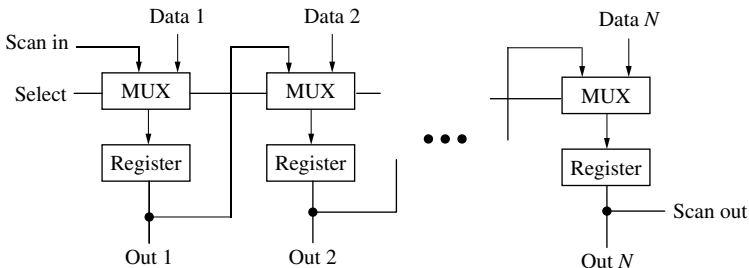 Data 1
Data 2
Data N
Scan in
Select
MUX
MUX
MUX
Register
Register
Register
Scan out
Out 1
Out 2
Out N